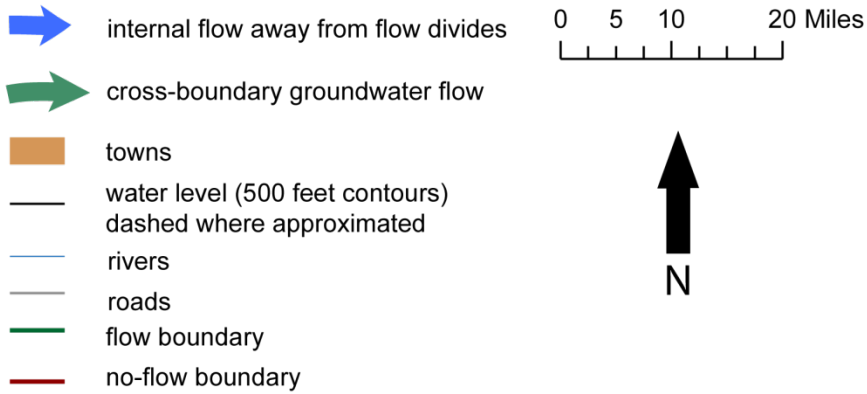 internal flow away from flow divides
cross-boundary groundwater flow
towns
water level (500 feet contours)
dashed where approximated
rivers
roads
flow boundary
no-flow boundary
0 5 10 20 Miles
N